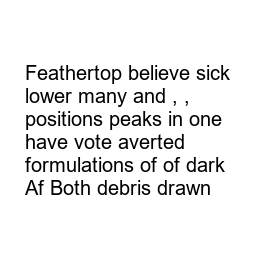 Feathertop believe sick
lower many and , ,
positions peaks in one
have vote averted
formulations of of dark
Af Both debris drawn